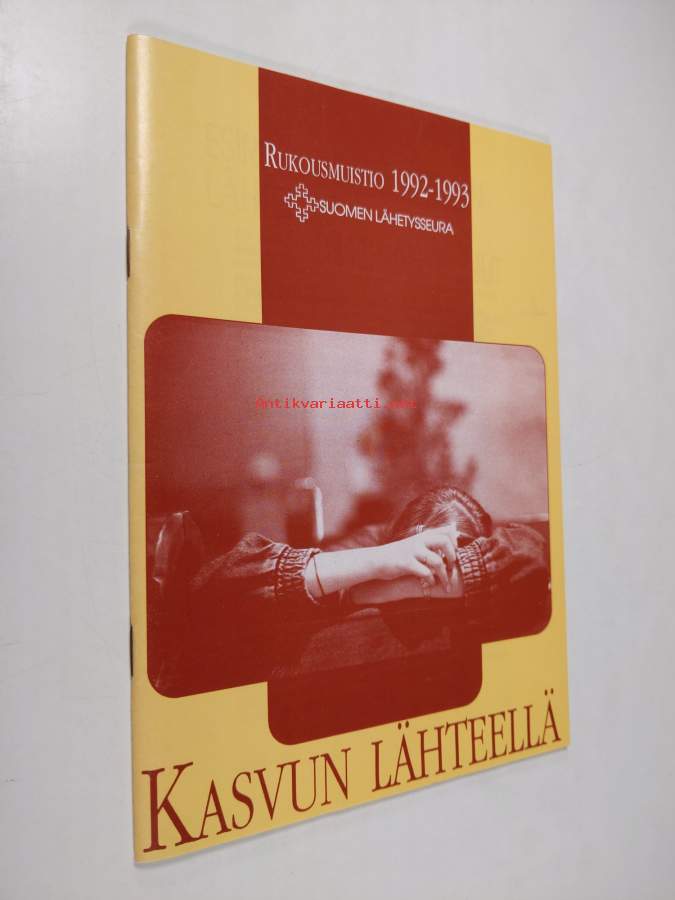 RUKOUSMUISTIO 1992-1993
SUOMEN LÄHETYSSEURA
Antikvariaatti.net
KASVUN LÄHTEELLÄ